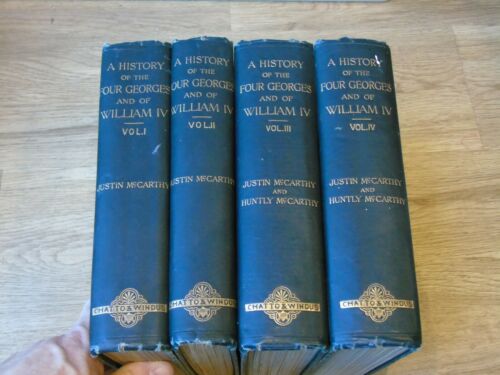 A HISTORY
OF THE
FOUR GEORGES
AND OF
WILLIAM IV
VOL.I
JUSTIN McCARTHY
CHATTO & WINDUS
A HISTORY
OF THE
FOUR GEORGES
AND OF
WILLIAM IV
VOL.II
JUSTIN McCARTHY
CHATTO & WINDUS
A HISTORY
OF THE
FOUR GEORGES
AND OF
WILLIAM IV
VOL.III
JUSTIN McCARTHY
AND
HUNTLY McCARTHY
CHATTO & WINDUS
A HISTORY
OF THE
FOUR GEORGES
AND OF
WILLIAM IV
VOL.IV
JUSTIN McCARTHY
AND
HUNTLY McCARTHY
CHATTO & WINDUS